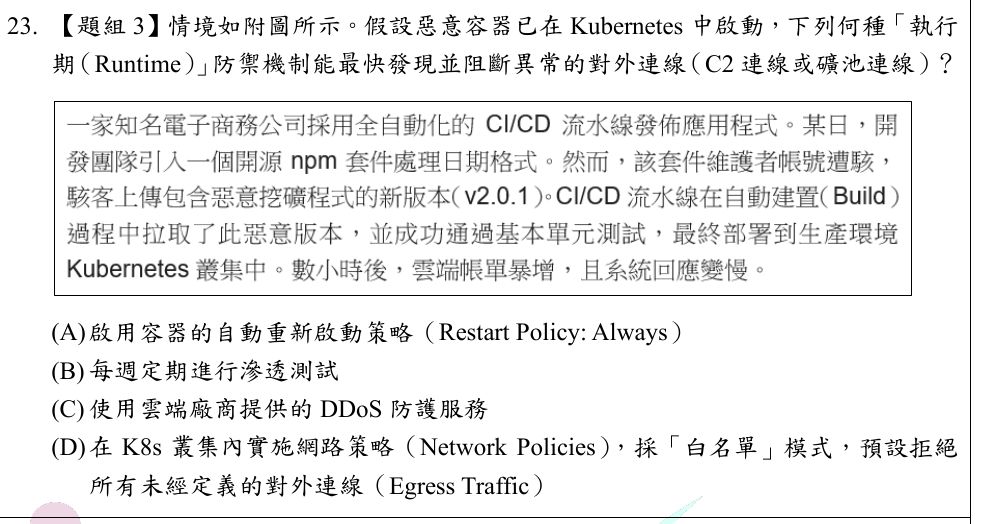 23. 【題組 3】情境如附圖所示。假設惡意容器已在 Kubernetes 中啟動，下列何種「執行
期（Runtime）」防禦機制能最快發現並阻斷異常的對外連線（C2 連線或礦池連線）？
一家知名電子商務公司採用全自動化的 CI/CD 流水線發佈應用程式。某日，開
發團隊引入一個開源 npm 套件處理日期格式。然而，該套件維護者帳號遭駭，
駭客上傳包含惡意挖礦程式的新版本（v2.0.1）。CI/CD 流水線在自動建置（Build）
過程中拉取了此惡意版本，並成功通過基本單元測試，最終部署到生產環境
Kubernetes 叢集中。數小時後，雲端帳單暴增，且系統回應變慢。
(A)啟用容器的自動重新啟動策略（Restart Policy: Always）
(B)每週定期進行滲透測試
(C)使用雲端廠商提供的 DDoS 防護服務
(D)在 K8s 叢集內實施網路策略（Network Policies），採「白名單」模式，預設拒絕
所有未經定義的對外連線（Egress Traffic）